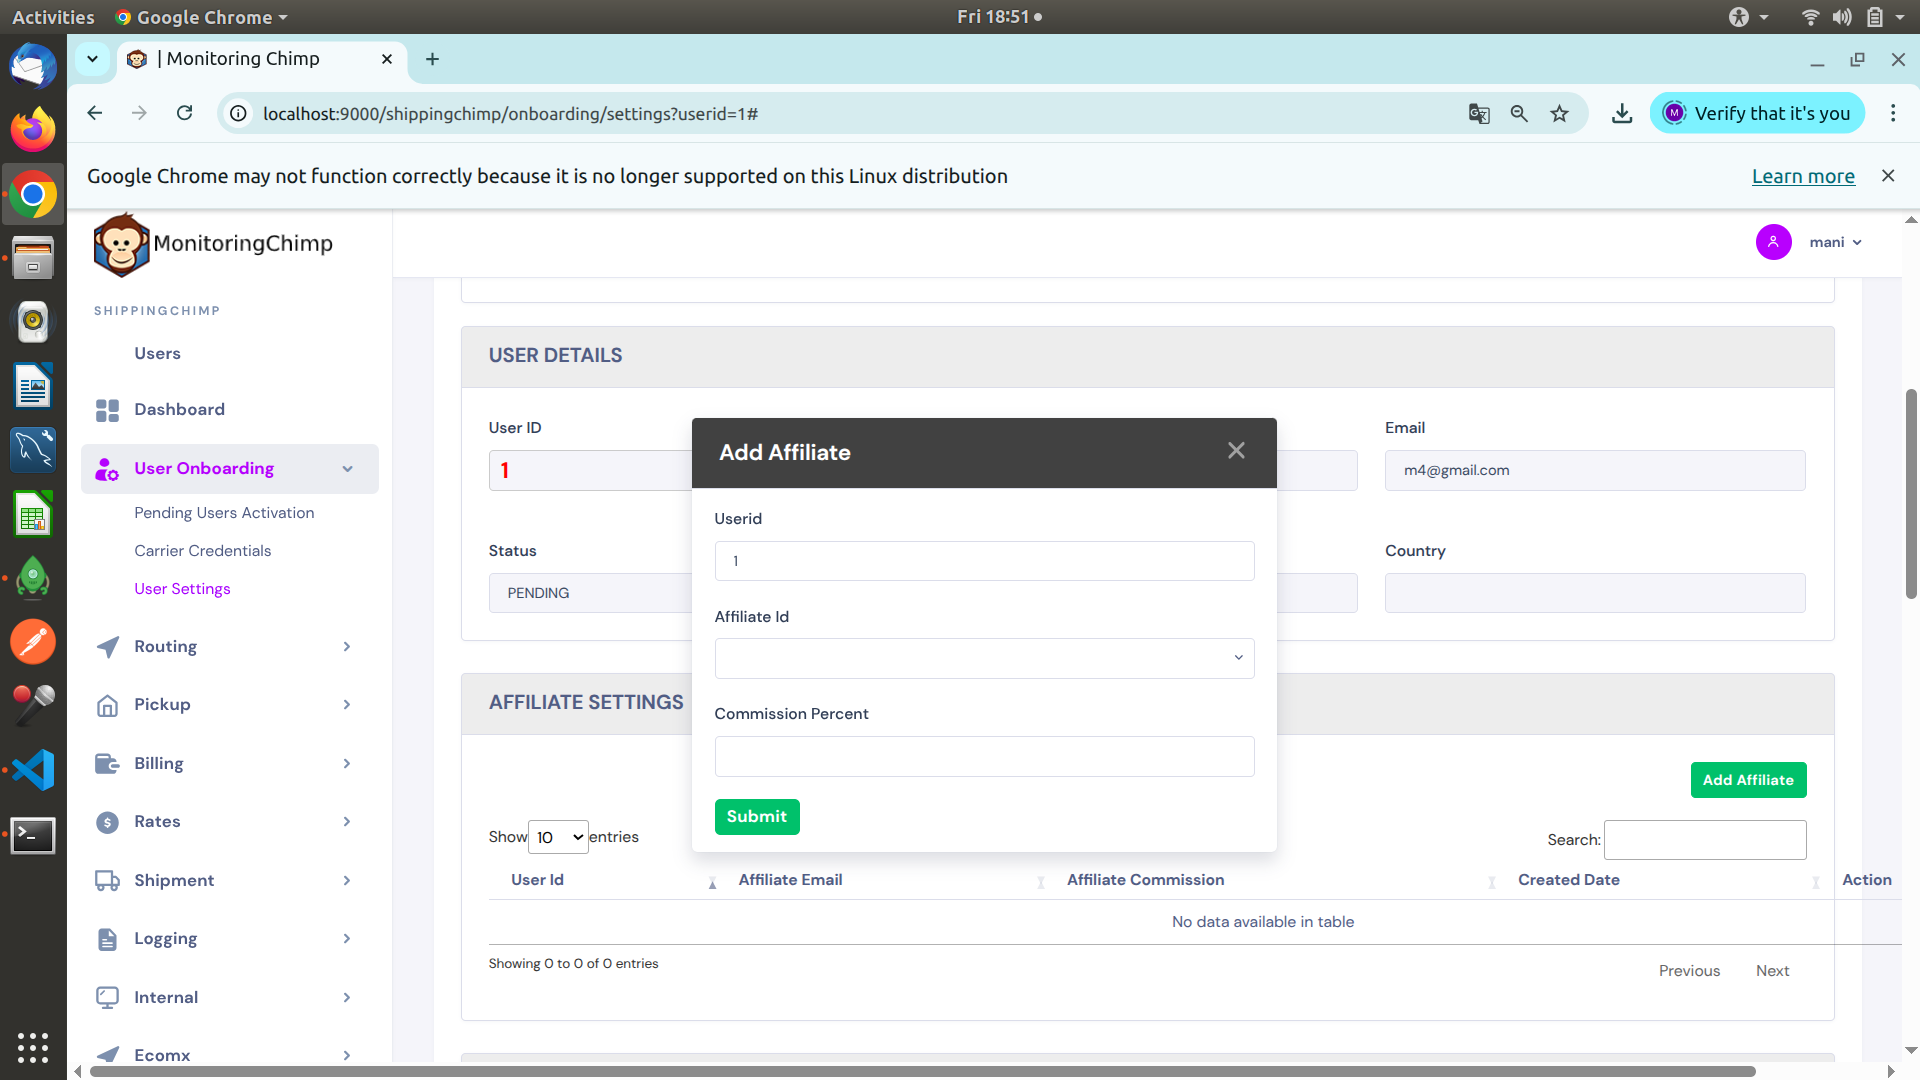 Activities
Google Chrome
Fri 18:51
| Monitoring Chimp
localhost:9000/shippingchimp/onboarding/settings?userid=1#
M
Verify that it's you
Google Chrome may not function correctly because it is no longer supported on this Linux distribution
Learn more
MonitoringChimp
mani
SHIPPINGCHIMP
Users
Dashboard
User Onboarding
Pending Users Activation
Carrier Credentials
User Settings
Routing
Pickup
Billing
Rates
Shipment
Logging
Internal
Ecomx
USER DETAILS
User ID
1
Email
m4@gmail.com
Status
PENDING
Country
Add Affiliate
Userid
1
Affiliate Id
Commission Percent
Submit
AFFILIATE SETTINGS
Add Affiliate
Show 10 entries
Search:
User Id Affiliate Email Affiliate Commission Created Date Action
No data available in table
Showing 0 to 0 of 0 entries
Previous Next